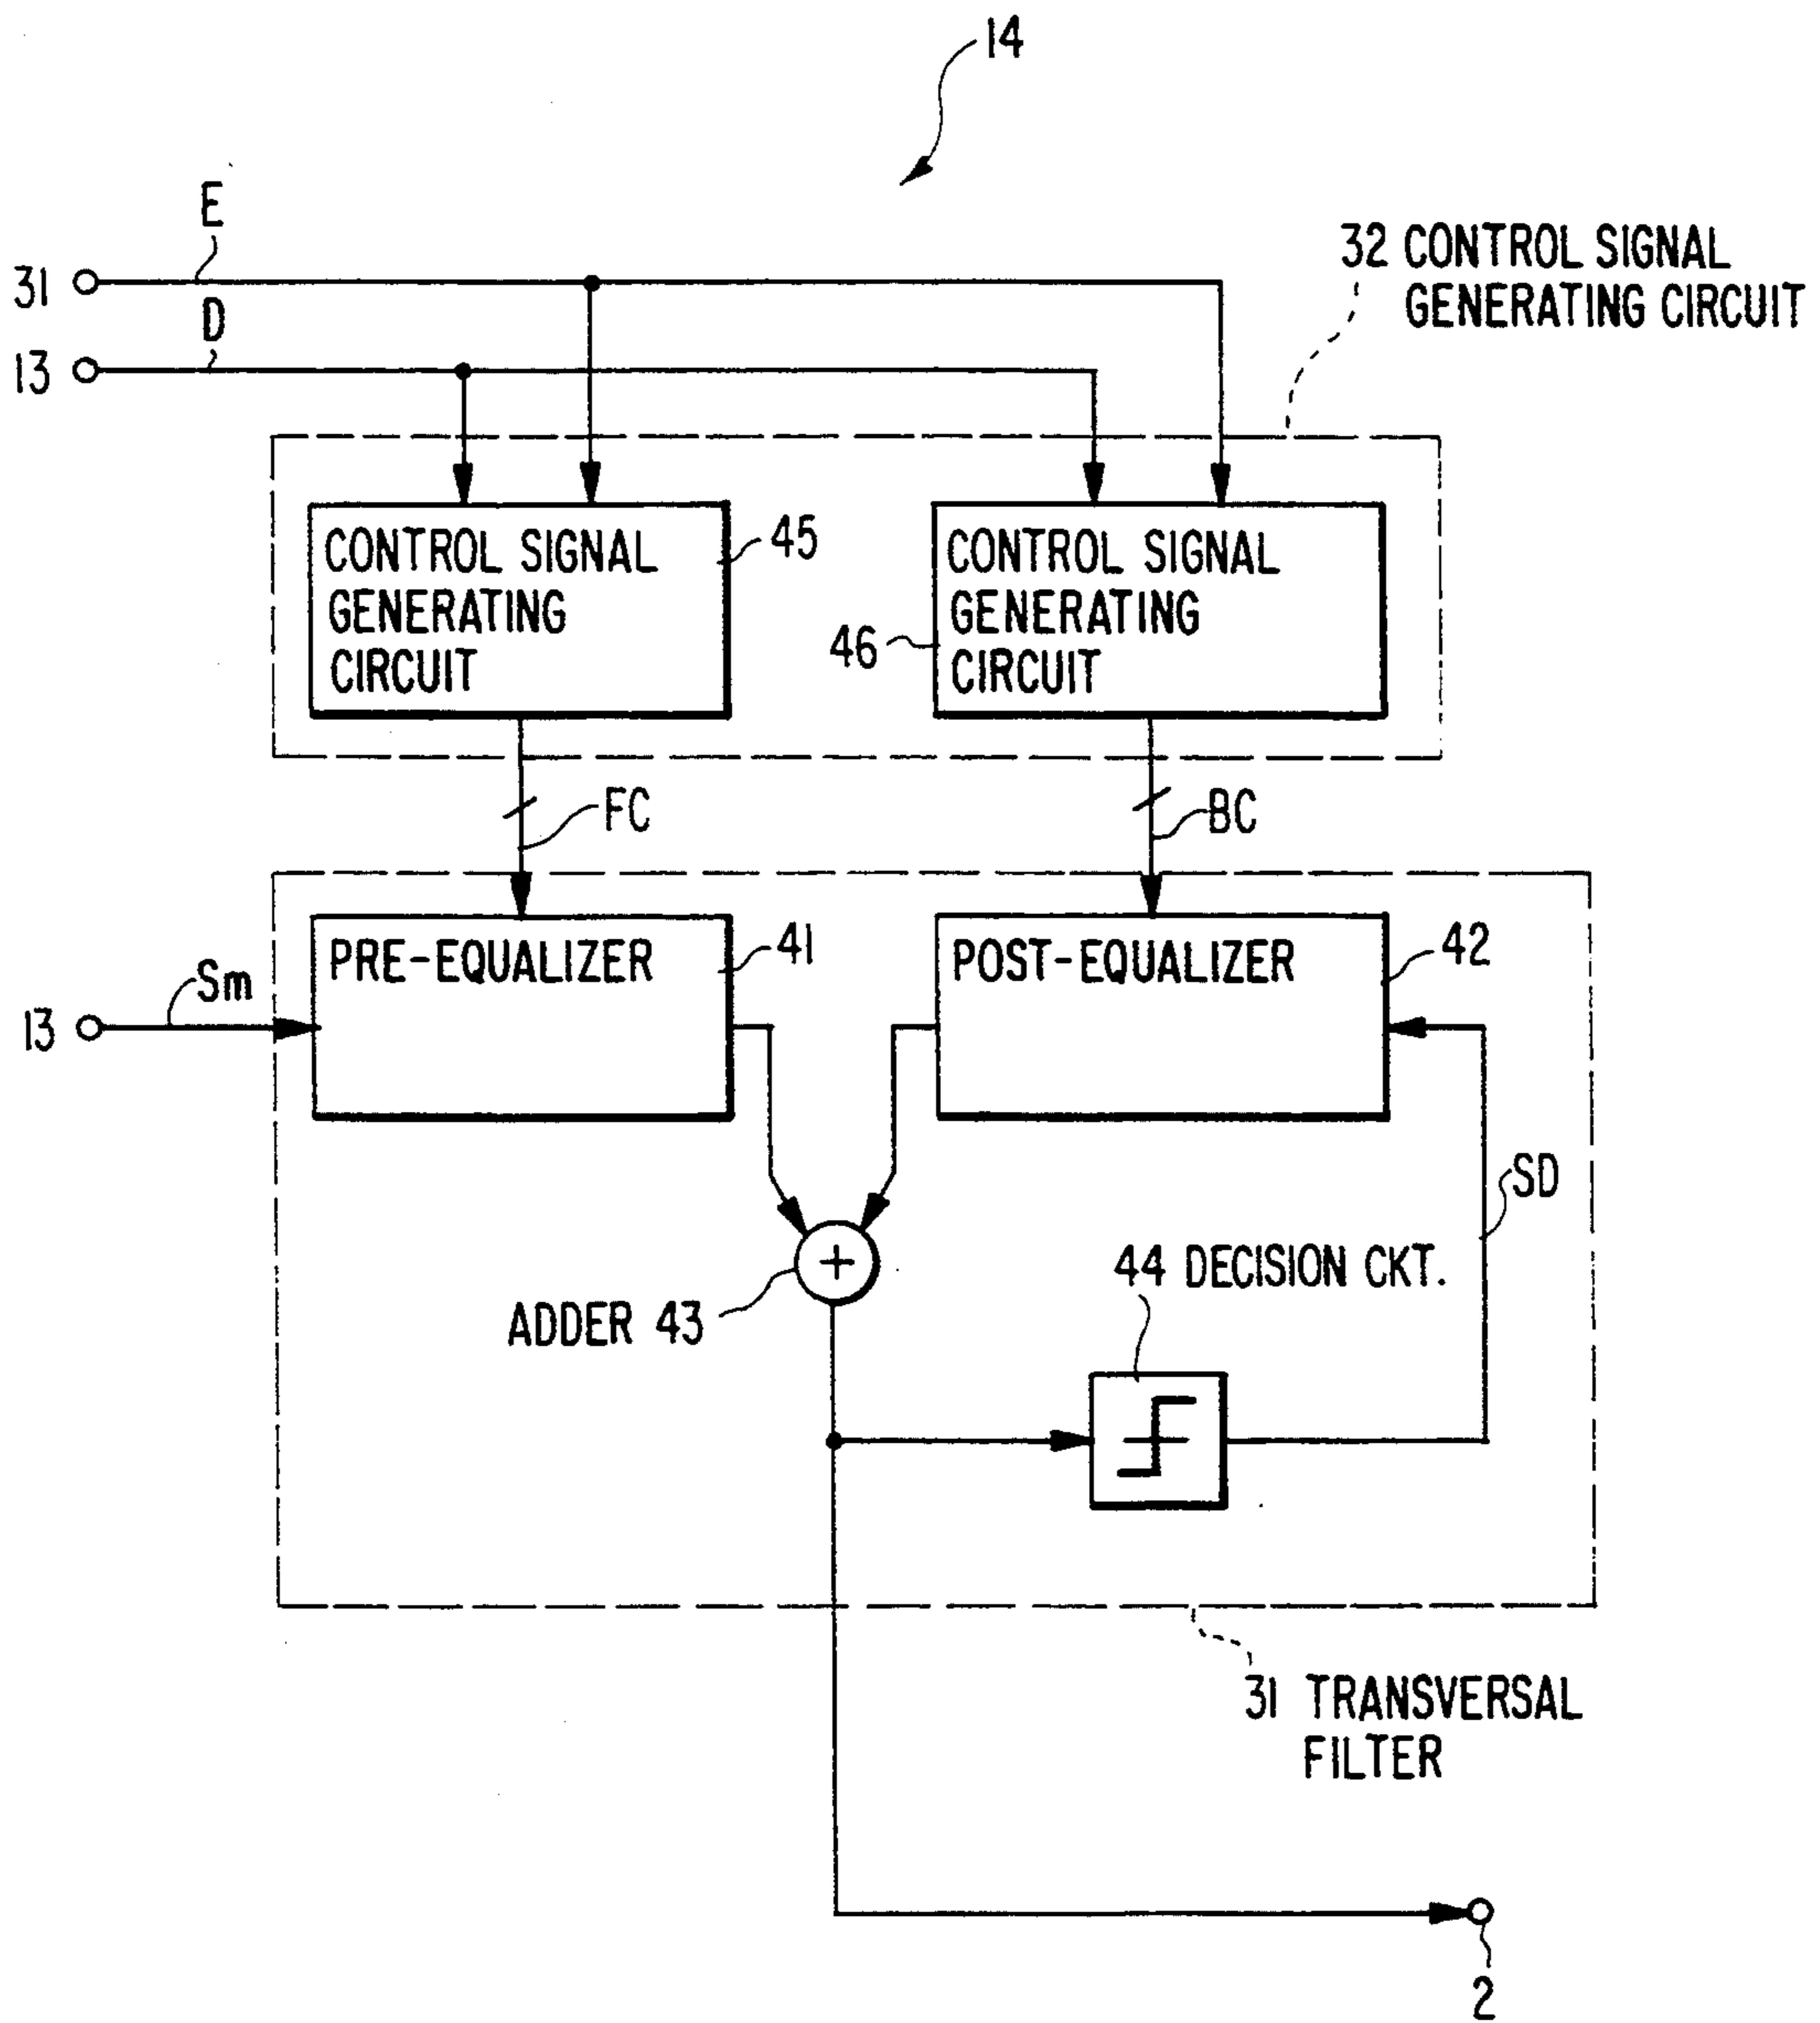 14
E
31
D
13
32 CONTROL SIGNAL
GENERATING CIRCUIT
CONTROL SIGNAL
GENERATING
CIRCUIT
45
CONTROL SIGNAL
GENERATING
CIRCUIT
46
FC
BC
PRE-EQUALIZER
41
POST-EQUALIZER
42
Sm
13
SD
+
ADDER 43
44 DECISION CKT.
31 TRANSVERSAL
FILTER
2